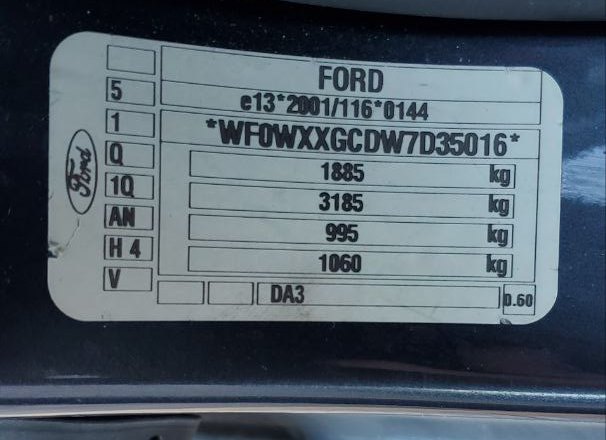 FORD
e13*2001/116*0144
*WF0WXXGCDW7D35016*
1885 kg
3185 kg
995 kg
1060 kg
DA3 0.60
5
1
Q
1Q
AN
H 4
V
Ford